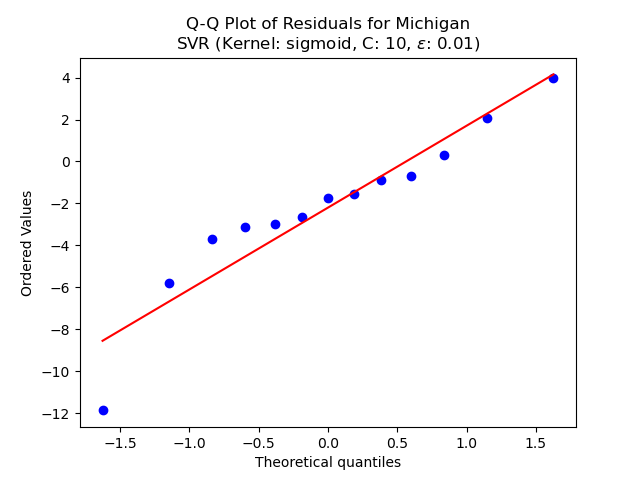 Q-Q Plot of Residuals for Michigan
SVR (Kernel: sigmoid, C: 10, ε: 0.01)
Ordered Values
4
2
0
−2
−4
−6
−8
−10
−12
−1.5 −1.0 −0.5 0.0 0.5 1.0 1.5
Theoretical quantiles